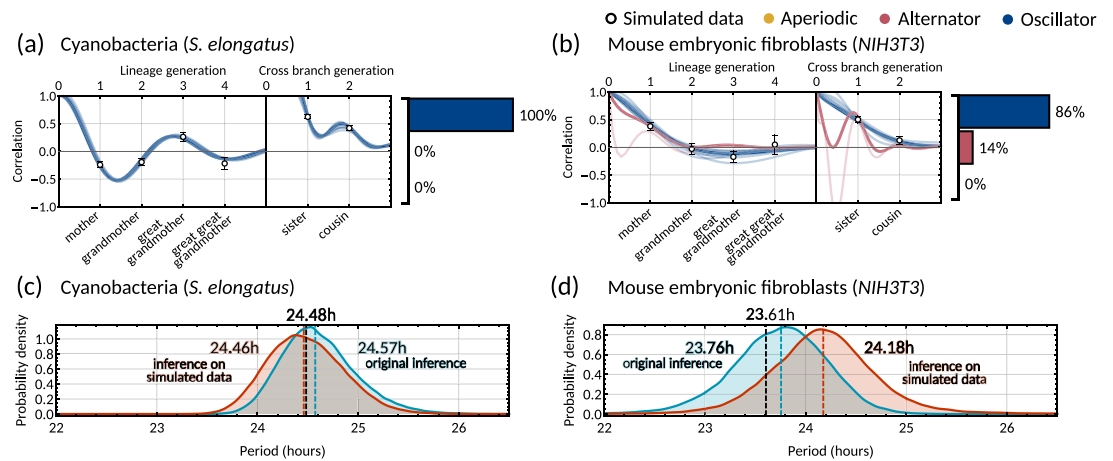 Simulated data Aperiodic Alternator Oscillator
(a) Cyanobacteria (S. elongatus)
Lineage generation Cross branch generation
0 1 2 3 4 0 1 2
1.0
0.5
0.0
−0.5
−1.0
Correlation
mother
grandmother
great
grandmother
great great
grandmother
sister
cousin
100%
0%
0%
(b) Mouse embryonic fibroblasts (NIH3T3)
Lineage generation Cross branch generation
0 1 2 3 4 0 1 2
1.0
0.5
0.0
−0.5
−1.0
Correlation
mother
grandmother
great
grandmother
great great
grandmother
sister
cousin
86%
14%
0%
(c) Cyanobacteria (S. elongatus)
24.48h
24.46h
inference on
simulated data
24.57h
original inference
Probability density
1.0
0.8
0.6
0.4
0.2
0.0
22 23 24 25 26
Period (hours)
(d) Mouse embryonic fibroblasts (NIH3T3)
23.61h
23.76h
original inference
24.18h
inference on
simulated data
Probability density
0.8
0.6
0.4
0.2
0.0
22 23 24 25 26
Period (hours)